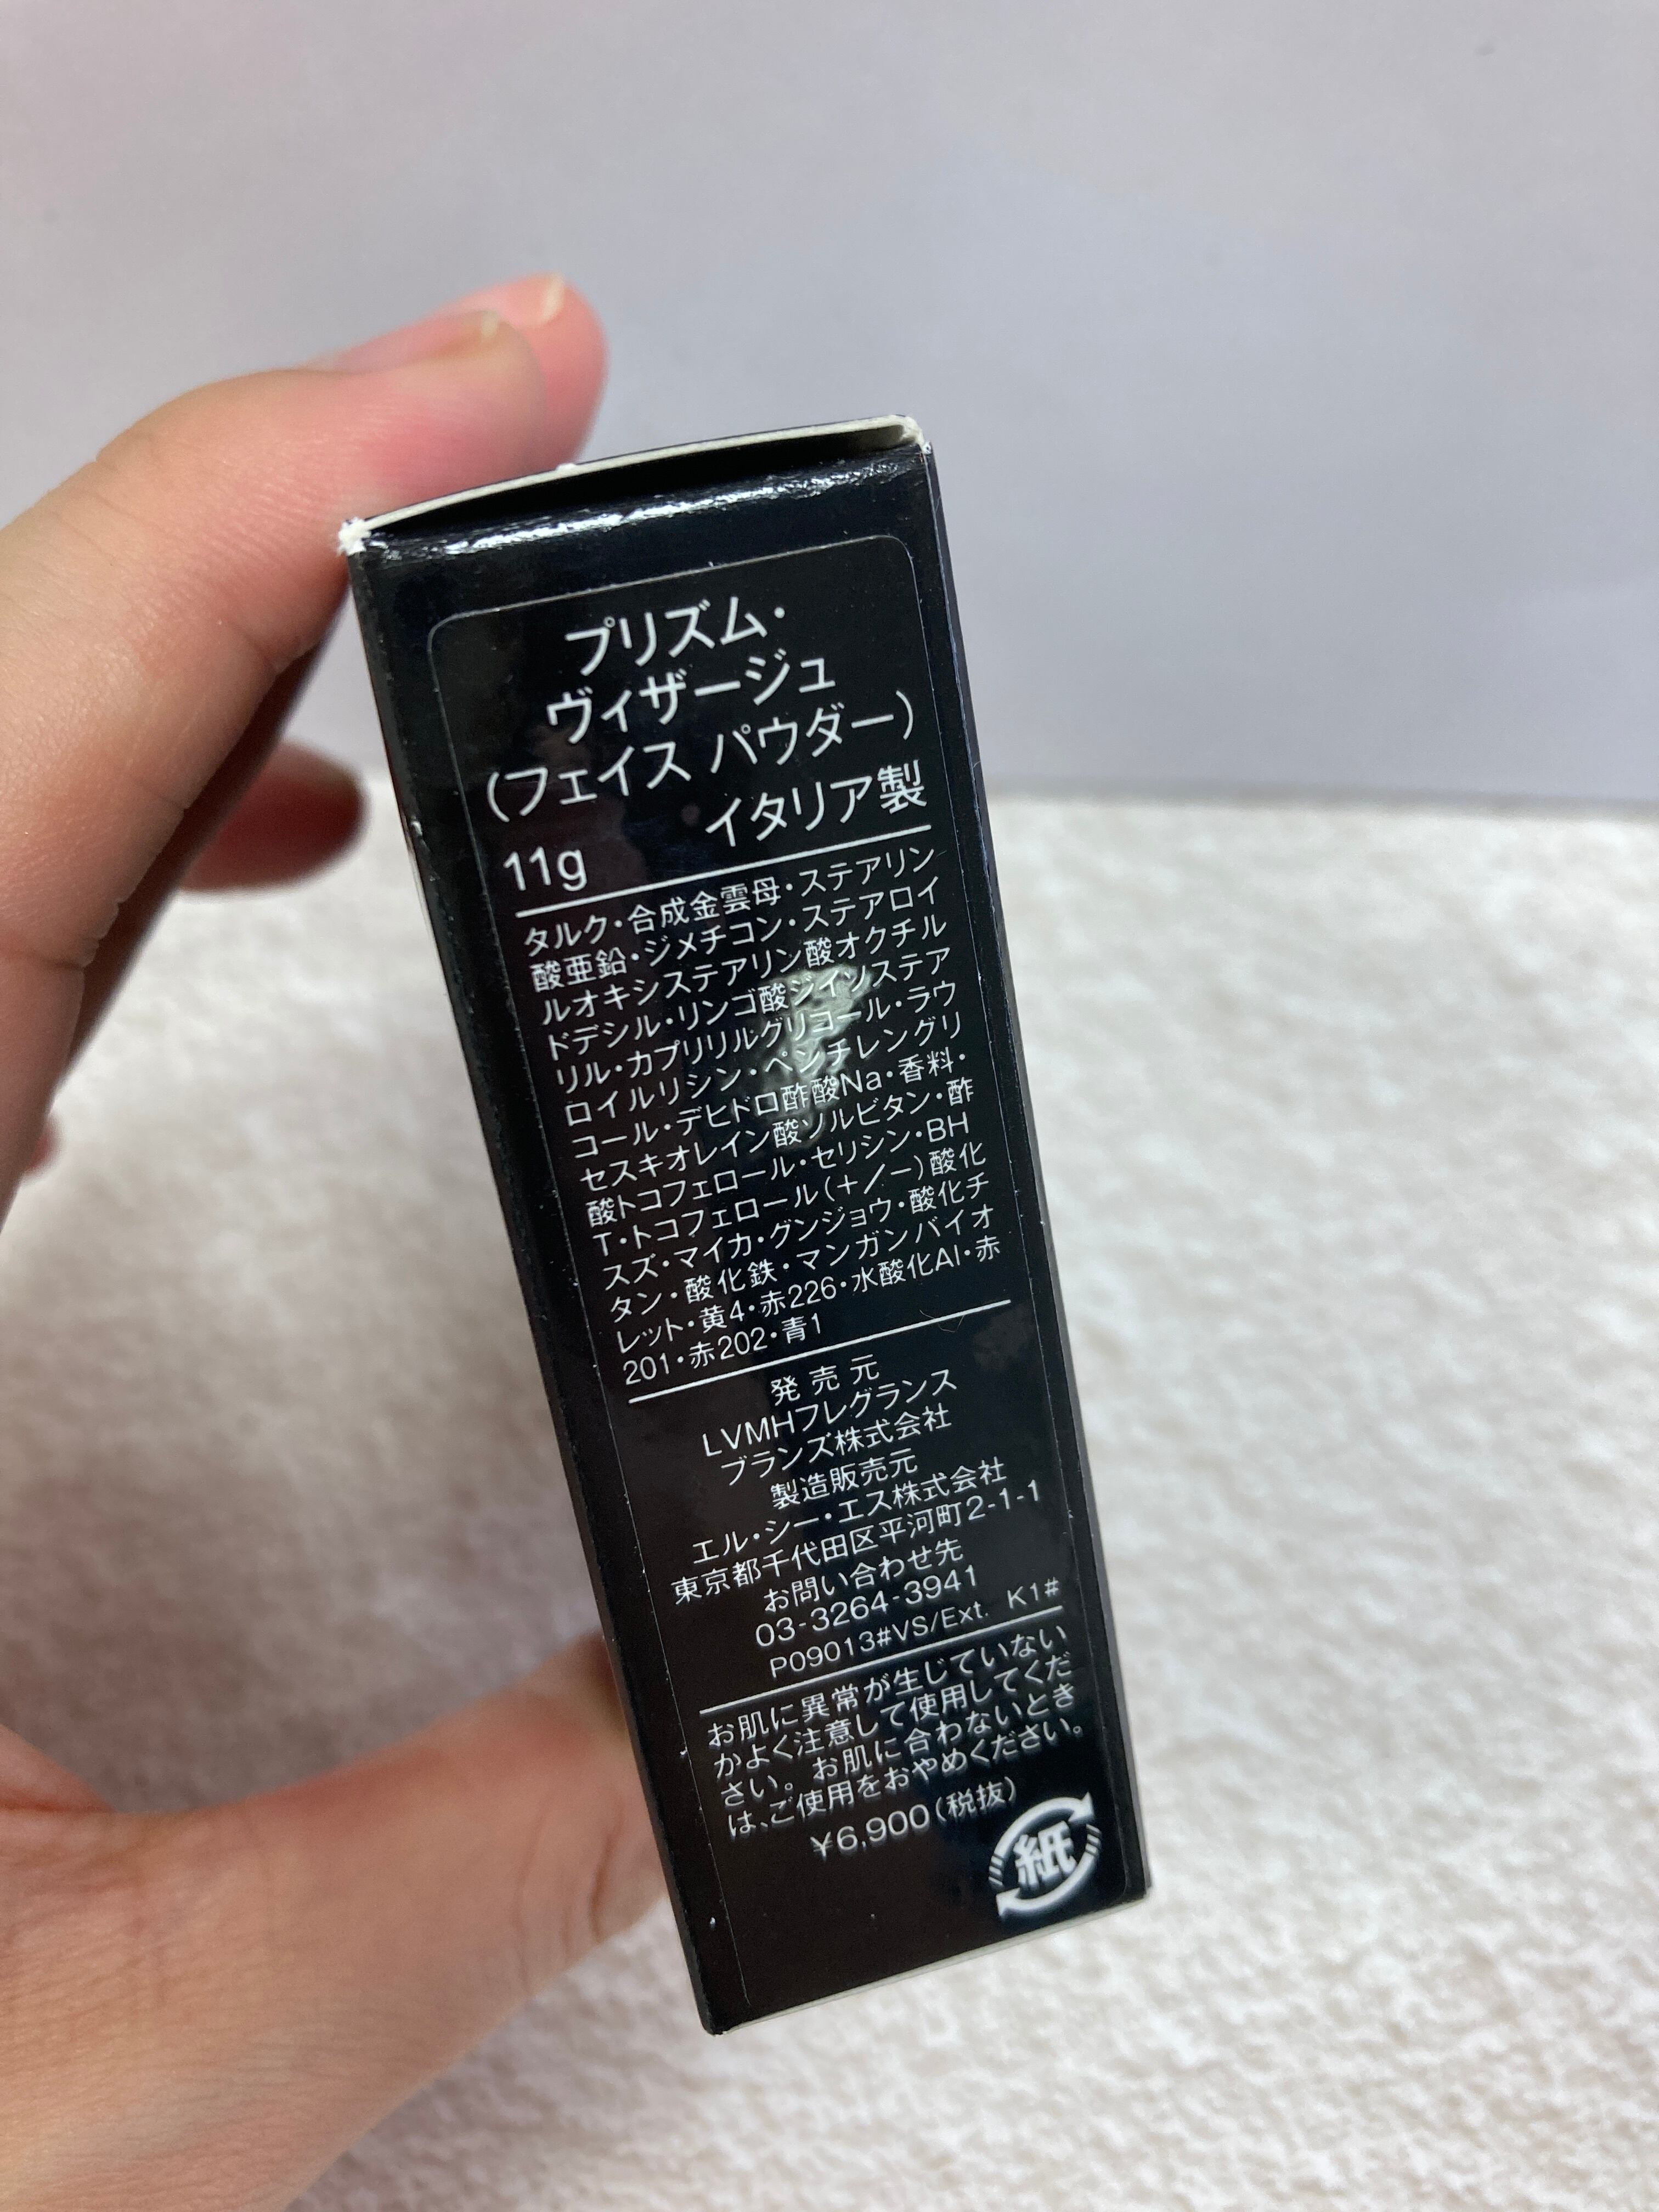 プリズム・
ヴィザージュ
(フェイス パウダー)
イタリア製
11g
タルク・合成金雲母・ステアリン
酸亜鉛・ジメチコン・ステアロイ
ルオキシステアリン酸オクチル
ドデシル・リンゴ酸ジイソステア
リル・カプリリルグリコール・ラウ
ロイルリシン・ペンチレングリ
コール・デヒドロ酢酸Na・香料・
セスキオレイン酸ソルビタン・酢
酸トコフェロール・セリシン・BH
T・トコフェロール(+/−)酸化
スズ・マイカ・グンジョウ・酸化チ
タン・酸化鉄・マンガンバイオ
レット・黄4・赤226・水酸化Al・赤
201・赤202・青1
発売元
LVMHフレグランス
ブランズ株式会社
製造販売元
エル・シー・エス株式会社
東京都千代田区平河町2-1-1
お問い合わせ先
03-3264-3941
P09013#VS/Ext. K1#
お肌に異常が生じていない
かよく注意して使用してくだ
さい。お肌に合わないとき
は、ご使用をおやめください。
¥6,900(税抜)
紙